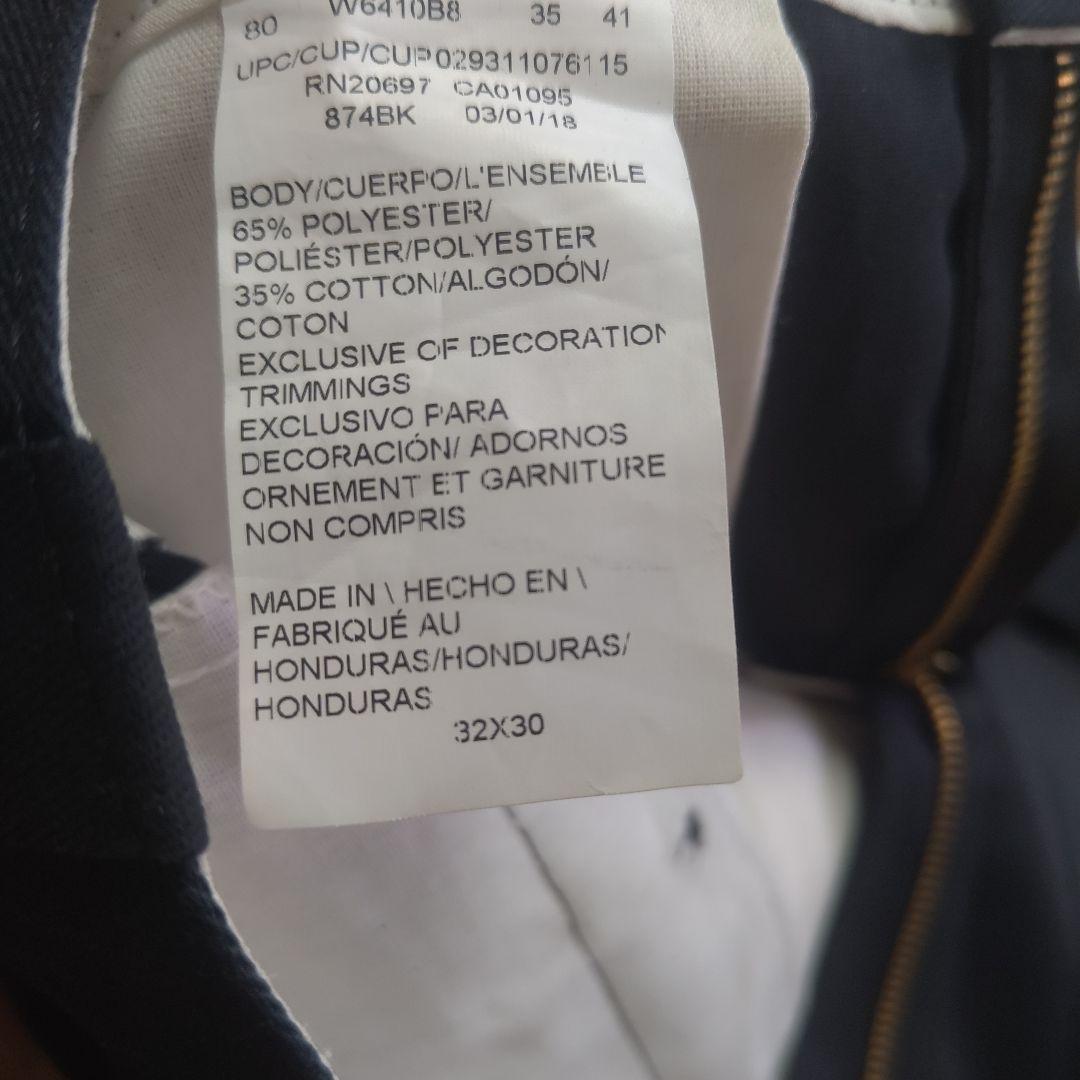 80 W6410B8 35 41
UPC/CUP/CUP029311076115
RN20697 CA01095
874BK 03/01/18
BODY/CUERPO/L'ENSEMBLE
65% POLYESTER/
POLIÉSTER/POLYESTER
35% COTTON/ALGODÓN/
COTON
EXCLUSIVE OF DECORATION
TRIMMINGS
EXCLUSIVO PARA
DECORACIÓN/ ADORNOS
ORNEMENT ET GARNITURE
NON COMPRIS
MADE IN \ HECHO EN \
FABRIQUÉ AU
HONDURAS/HONDURAS/
HONDURAS
32X30